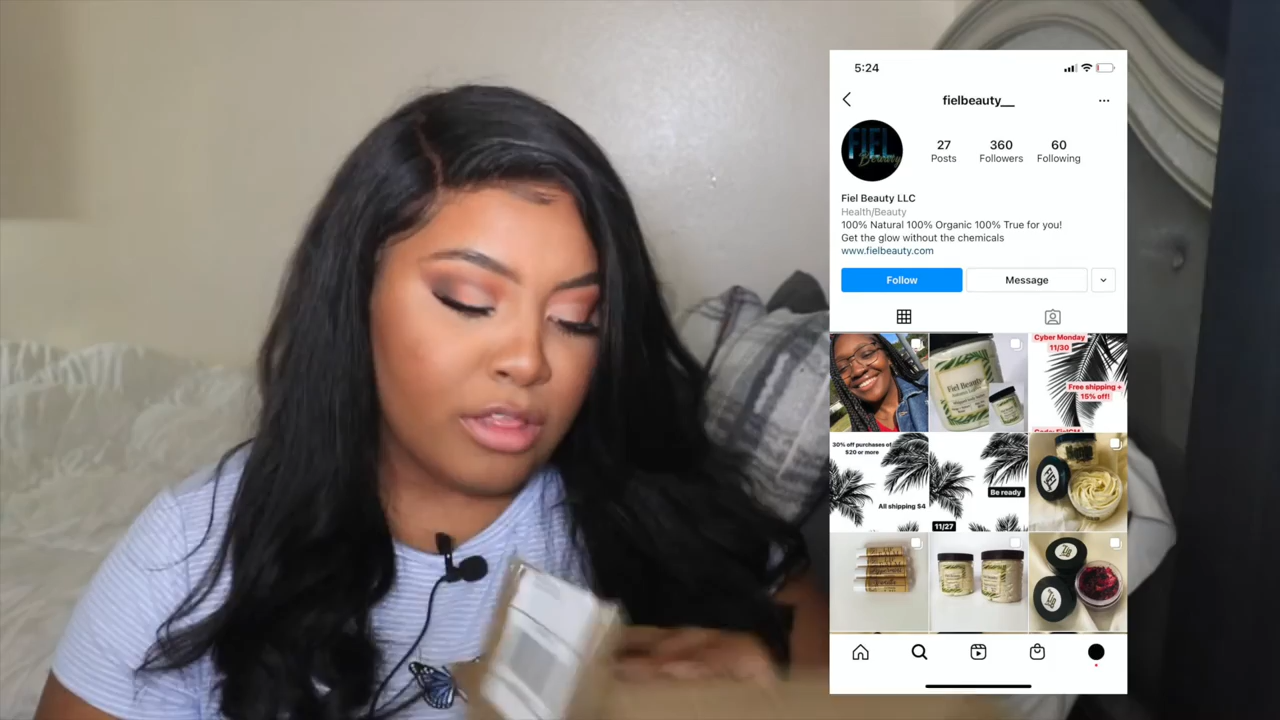 5:24
fielbeauty__
FIEL
Beauty
27
Posts
360
Followers
60
Following
Fiel Beauty LLC
Health/Beauty
100% Natural 100% Organic 100% True for you!
Get the glow without the chemicals
www.fielbeauty.com
Follow
Message
Fiel Beauty
Cyber Monday
11/30
Free shipping +
15% off!
30% off purchases of
$20 or more
All shipping $4
Be ready
11/27